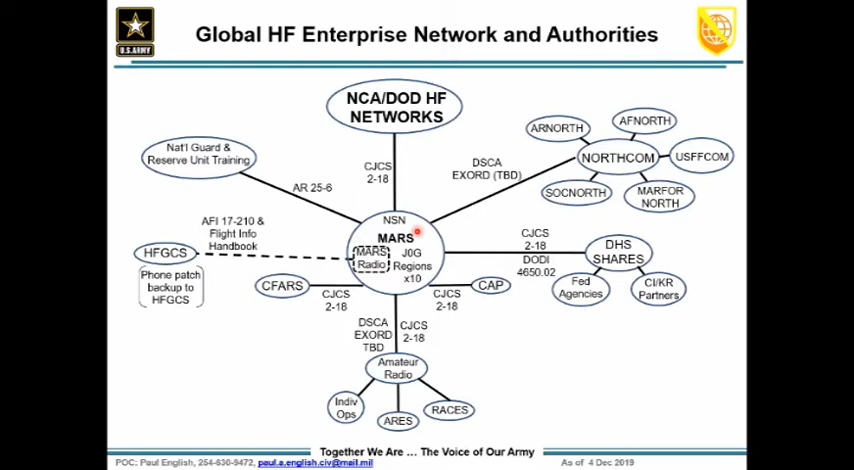 U.S.ARMY
Global HF Enterprise Network and Authorities
NCA/DOD HF
NETWORKS
Nat'l Guard &
Reserve Unit Training
AR 25-6
CJCS
2-18
DSCA
EXORD (TBD)
ARNORTH
AFNORTH
NORTHCOM
USFFCOM
SOCNORTH
MARFOR
NORTH
AFI 17-210 &
Flight Info
Handbook
HFGCS
Phone patch
backup to
HFGCS
NSN
MARS
MARS
Radio
J0G
Regions
x10
CJCS
2-18
DODI
4650.02
DHS
SHARES
Fed
Agencies
CI/KR
Partners
CFARS
CJCS
2-18
CJCS
2-18
CAP
DSCA
EXORD
TBD
CJCS
2-18
Amateur
Radio
Indiv
Ops
ARES
RACES
Together We Are … The Voice of Our Army
POC: Paul English, 254-630-9472, paul.a.english.civ@mail.mil
As of 4 Dec 2019